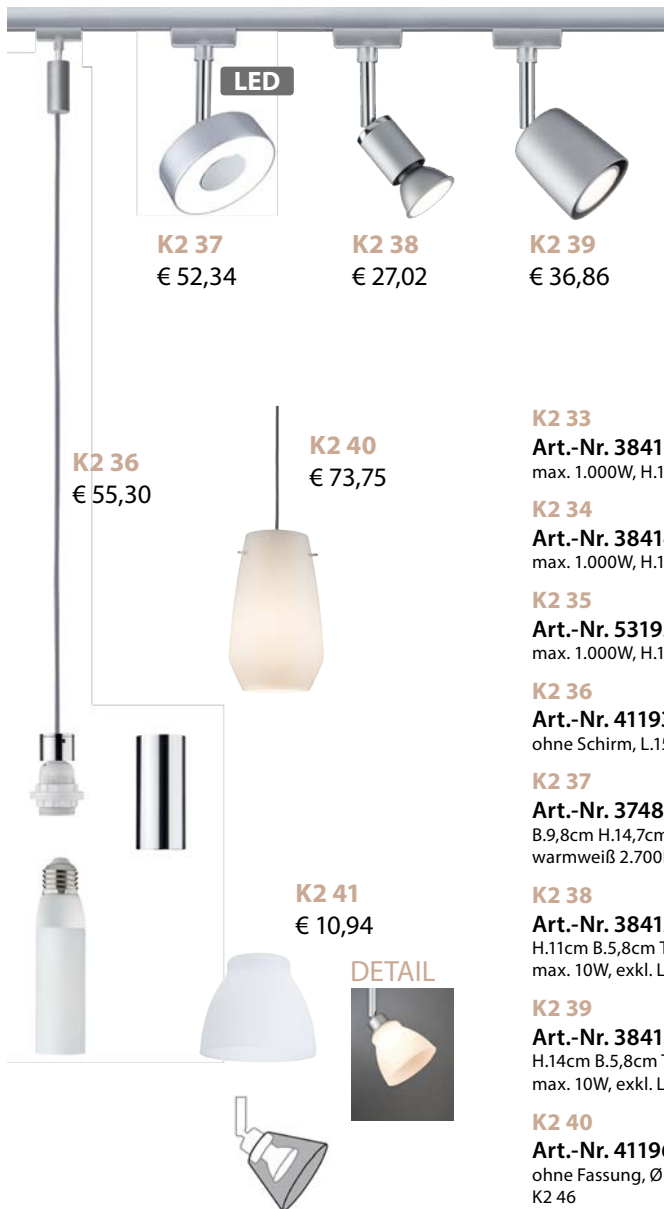 LED
K2 37
€ 52,34
K2 38
€ 27,02
K2 39
€ 36,86
K2 36
€ 55,30
K2 40
€ 73,75
K2 41
€ 10,94
DETAIL
K2 33
Art.-Nr. 3841
max. 1.000W, H.1
K2 34
Art.-Nr. 3841
max. 1.000W, H.1
K2 35
Art.-Nr. 5319
max. 1.000W, H.1
K2 36
Art.-Nr. 41193
ohne Schirm, L.15
K2 37
Art.-Nr. 3748
B.9,8cm H.14,7cm
warmweiß 2.700
K2 38
Art.-Nr. 3841
H.11cm B.5,8cm T
max. 10W, exkl. L
K2 39
Art.-Nr. 3841
H.14cm B.5,8cm T
max. 10W, exkl. L
K2 40
Art.-Nr. 41196
ohne Fassung, Ø
K2 46